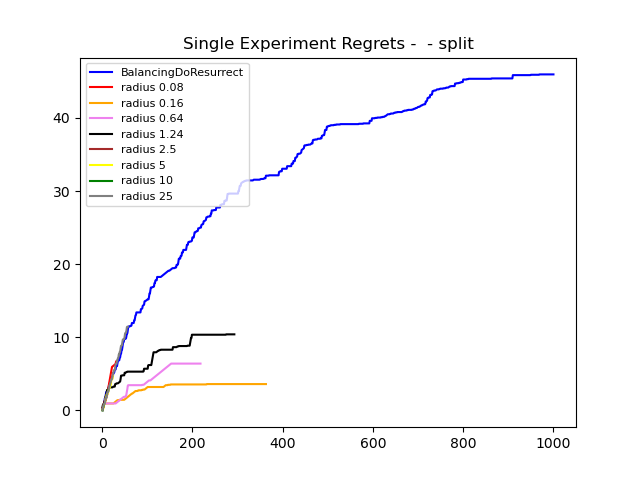 Single Experiment Regrets -  - split
BalancingDoResurrect
radius 0.08
radius 0.16
radius 0.64
radius 1.24
radius 2.5
radius 5
radius 10
radius 25
40
30
20
10
0
0 200 400 600 800 1000